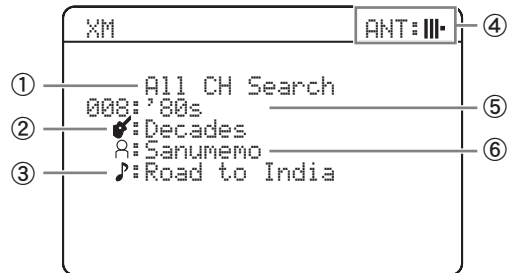 XM ANT: ④
① All CH Search
008:'80s ⑤
② :Decades
:Sanumemo ⑥
③ ♪:Road to India